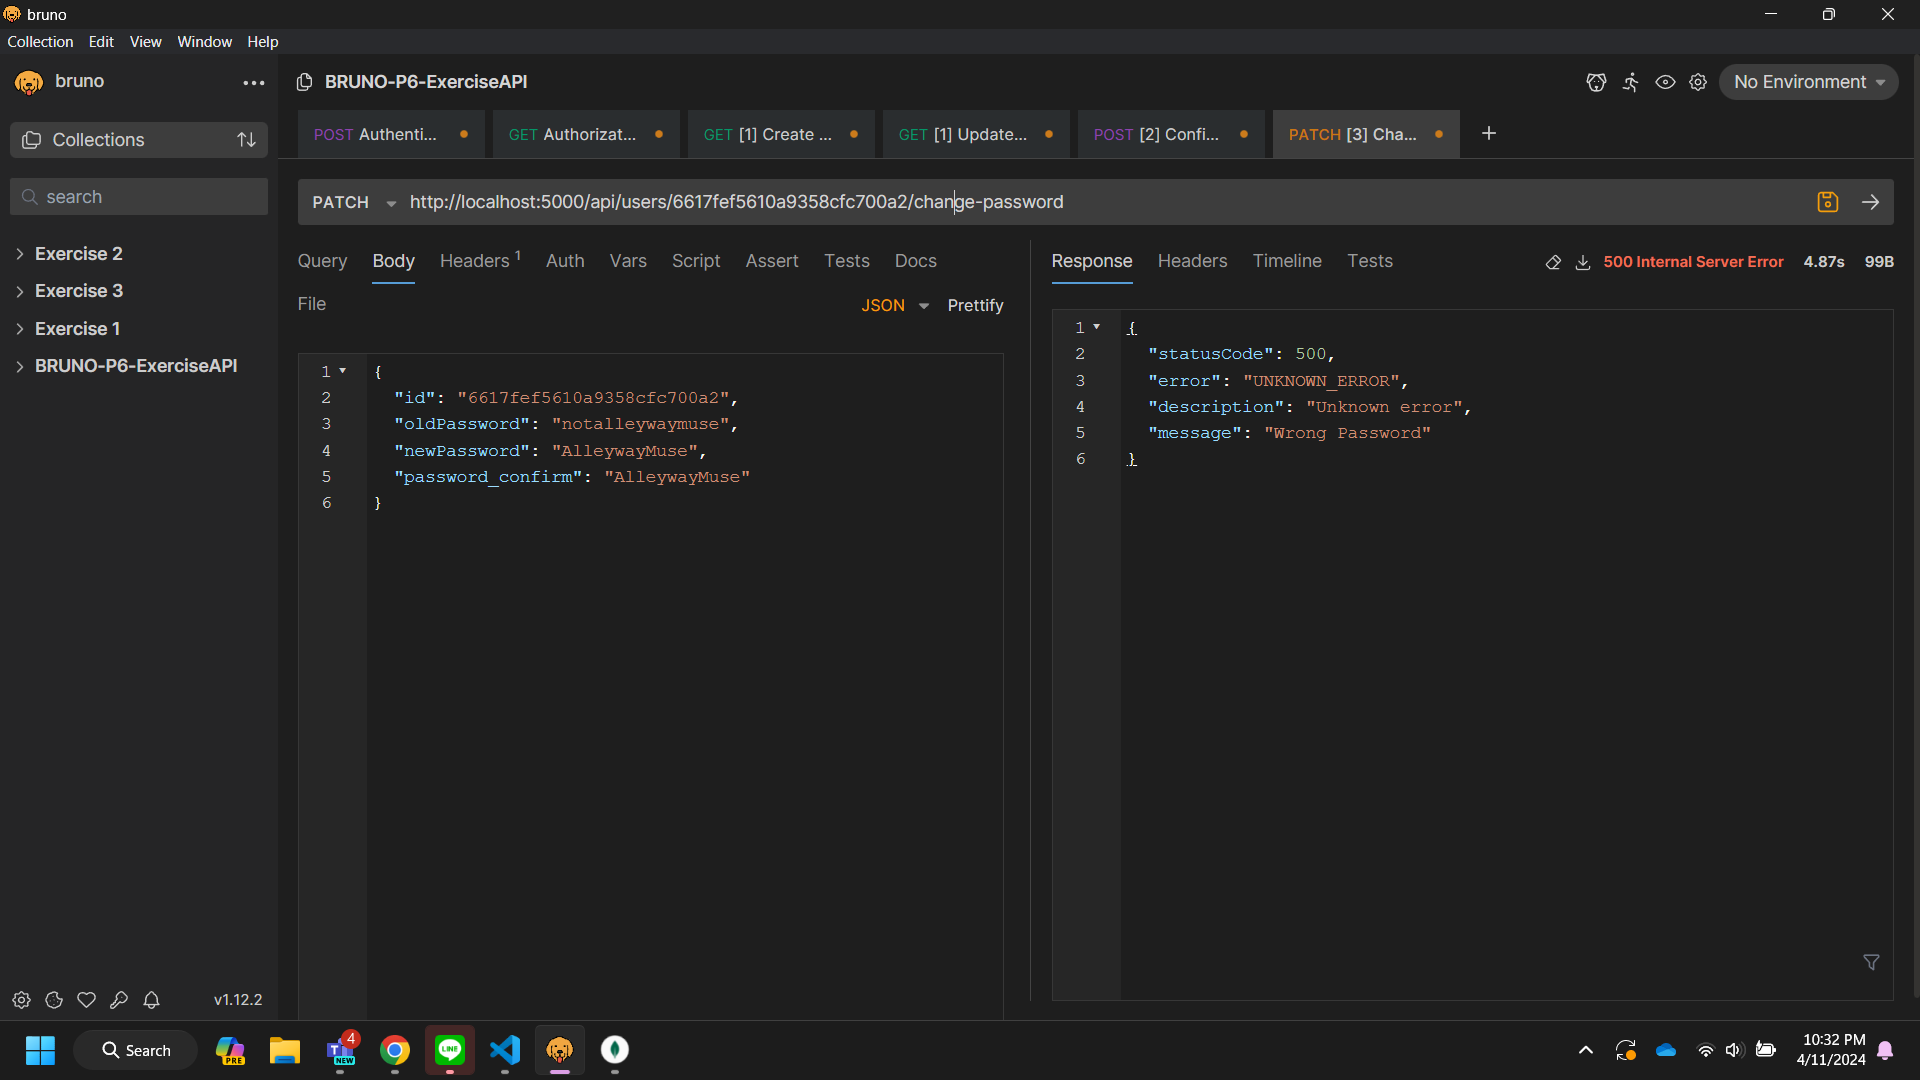 bruno
Collection Edit View Window Help
bruno
BRUNO-P6-ExerciseAPI
No Environment
Collections
POST Authenti...
GET Authorizat...
GET [1] Create ...
GET [1] Update...
POST [2] Confi...
PATCH [3] Cha...
+
search
PATCH http://localhost:5000/api/users/6617fef5610a9358cfc700a2/change-password
Exercise 2
Exercise 3
Exercise 1
BRUNO-P6-ExerciseAPI
Query Body Headers 1 Auth Vars Script Assert Tests Docs
File
JSON Prettify
1 {
2 "id": "6617fef5610a9358cfc700a2",
3 "oldPassword": "notalleywaymuse",
4 "newPassword": "AlleywayMuse",
5 "password_confirm": "AlleywayMuse"
6 }
Response Headers Timeline Tests
500 Internal Server Error 4.87s 99B
1 {
2 "statusCode": 500,
3 "error": "UNKNOWN_ERROR",
4 "description": "Unknown error",
5 "message": "Wrong Password"
6 }
v1.12.2
Search
PRE
4
NEW
LINE
10:32 PM
4/11/2024